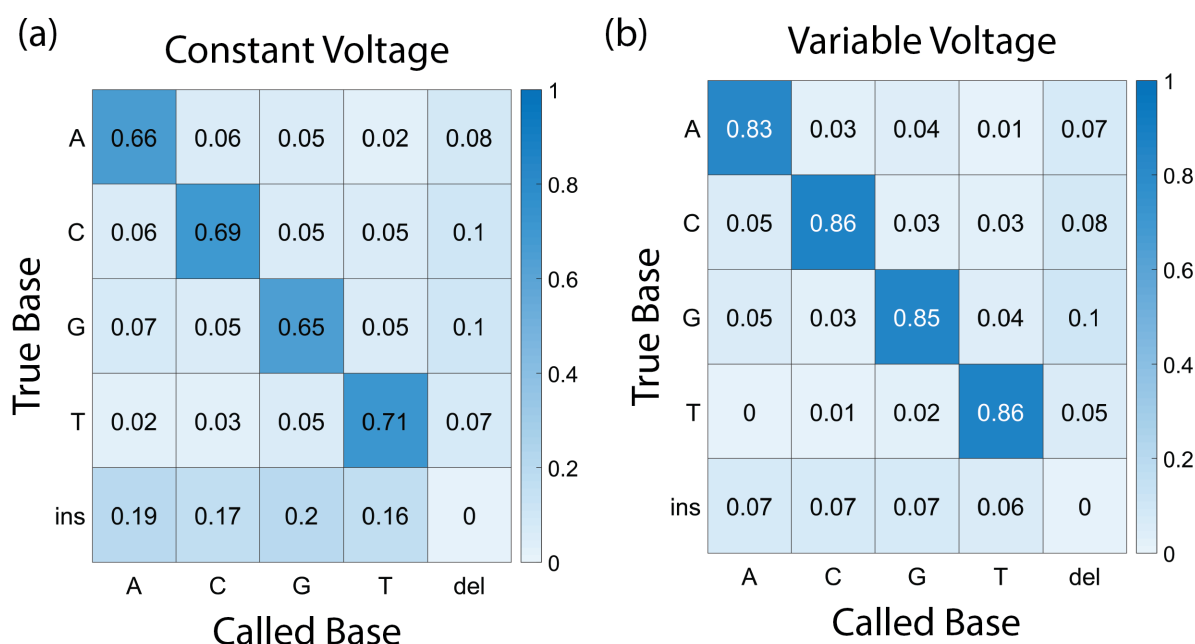 (a)
Constant Voltage
True Base
A 0.66 0.06 0.05 0.02 0.08
C 0.06 0.69 0.05 0.05 0.1
G 0.07 0.05 0.65 0.05 0.1
T 0.02 0.03 0.05 0.71 0.07
ins 0.19 0.17 0.2 0.16 0
A C G T del
Called Base
1
0.8
0.6
0.4
0.2
0
(b)
Variable Voltage
True Base
A 0.83 0.03 0.04 0.01 0.07
C 0.05 0.86 0.03 0.03 0.08
G 0.05 0.03 0.85 0.04 0.1
T 0 0.01 0.02 0.86 0.05
ins 0.07 0.07 0.07 0.06 0
A C G T del
Called Base
1
0.8
0.6
0.4
0.2
0